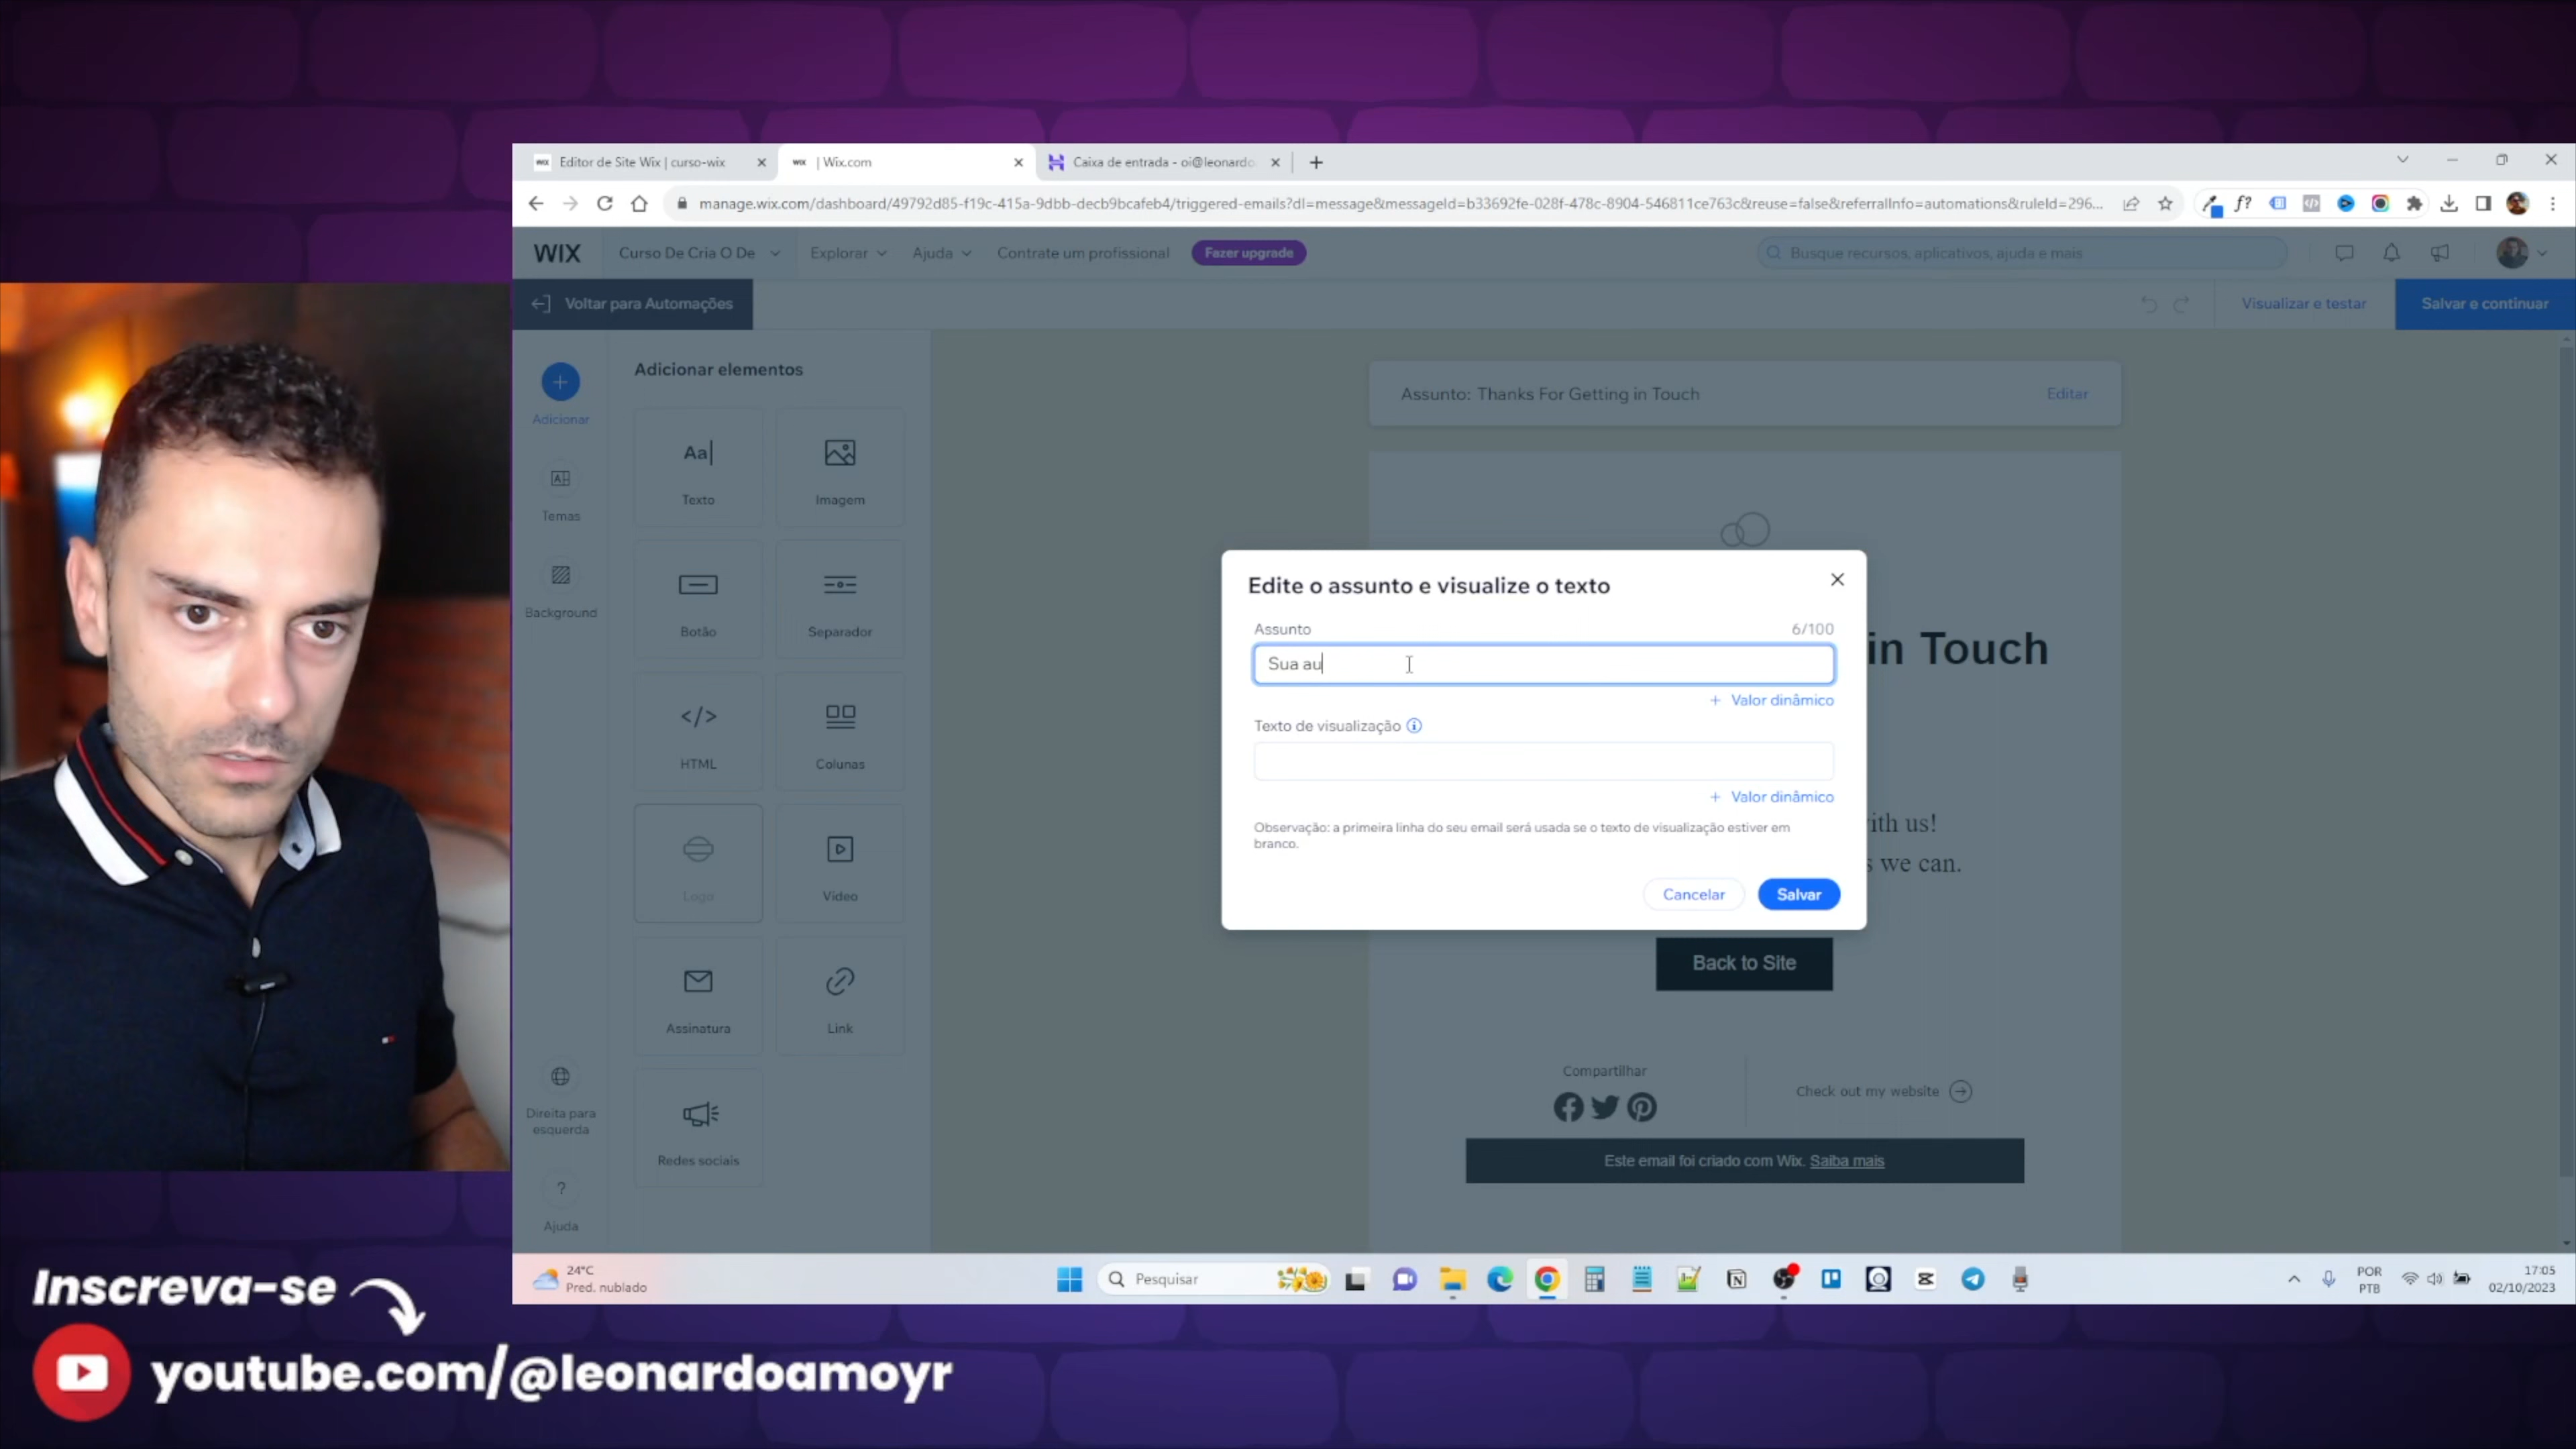 Editor de Site Wix | curso-wix
| Wix.com
Caixa de entrada - oi@leonardo
manage.wix.com/dashboard/49792d85-f19c-415a-9dbb-decb9bcafeb4/triggered-emails?dl=message&messageId=b33692fe-028f-478c-8904-546811ce763c&reuse=false&referralInfo=automations&ruleId=296...
WIX
Curso De Cria O De
Explorar
Ajuda
Contrate um profissional
Fazer upgrade
Busque recursos, aplicativos, ajuda e mais
Voltar para Automações
Visualizar e testar
Salvar e continuar
Adicionar
Temas
Background
Direita para
esquerda
Ajuda
Adicionar elementos
Texto
Imagem
Botão
Separador
HTML
Colunas
Logo
Vídeo
Assinatura
Link
Redes sociais
Assunto: Thanks For Getting in Touch
Editar
in Touch
ith us!
s we can.
Edite o assunto e visualize o texto
Assunto
6/100
Sua au
+ Valor dinâmico
Texto de visualização
+ Valor dinâmico
Observação: a primeira linha do seu email será usada se o texto de visualização estiver em
branco.
Cancelar
Salvar
Back to Site
Compartilhar
Check out my website
Este email foi criado com Wix. Saiba mais
24°C
Pred. nublado
Pesquisar
POR
PTB
17:05
02/10/2023
Inscreva-se
youtube.com/@leonardoamoyr